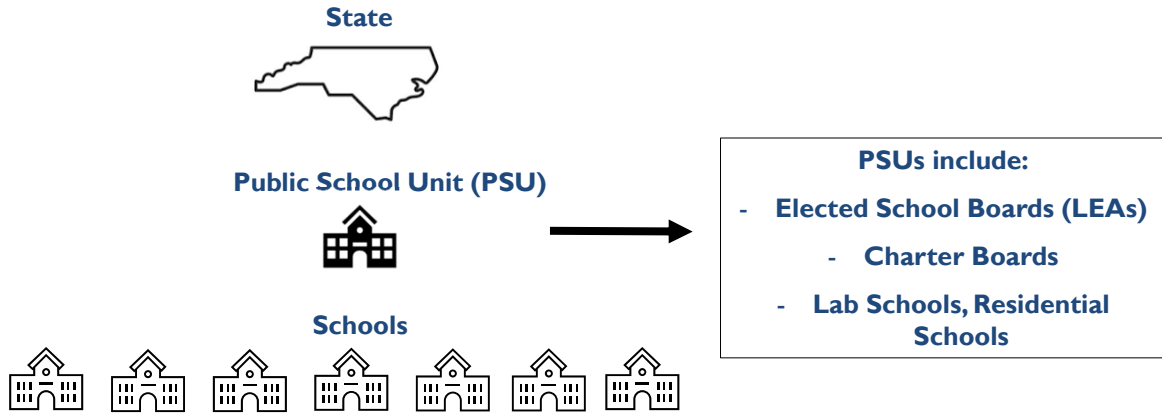 State
Public School Unit (PSU)
Schools
PSUs include:
- Elected School Boards (LEAs)
- Charter Boards
- Lab Schools, Residential
Schools